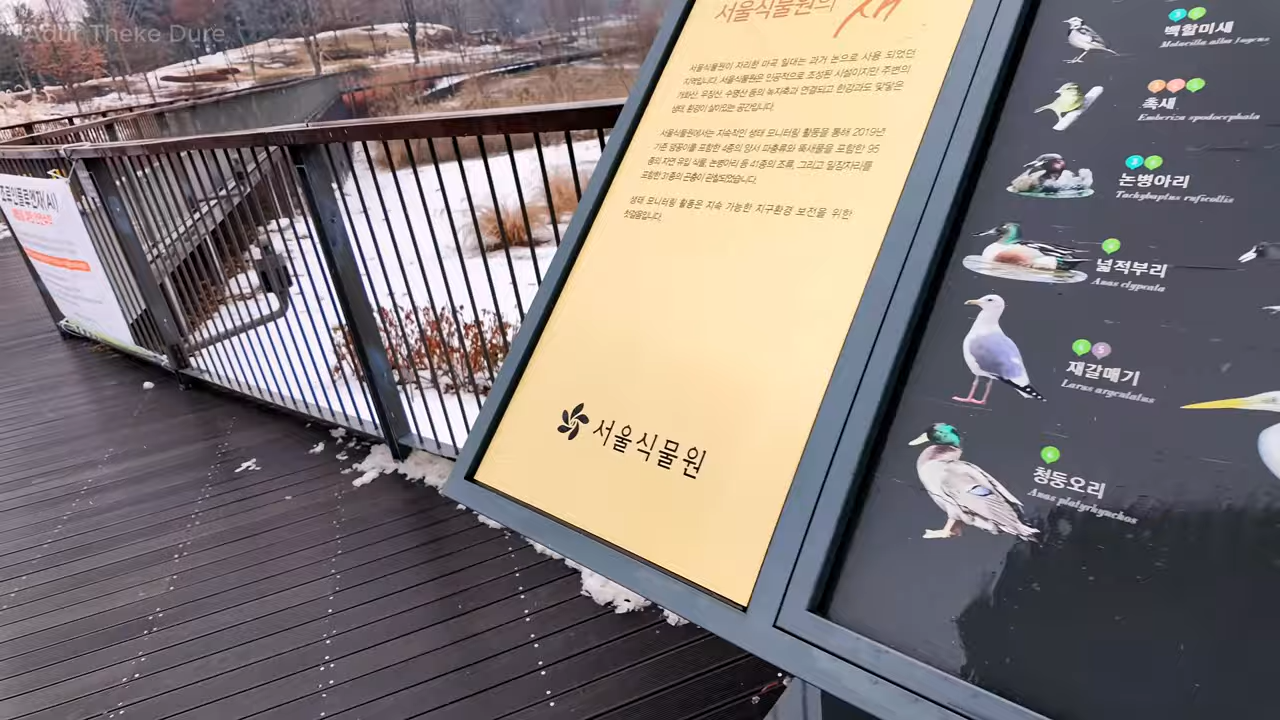 Adur Theke Dure
서울식물원의 새
서울식물원이 자리한 마곡 일대는 과거 논으로 사용 되었던
지역입니다. 서울식물원은 인공적으로 조성된 시설이지만 주변의
개화산, 우장산, 수명산 등의 녹지축과 연결되고 한강과도 맞닿은
생태 환경이 살아있는 공간입니다.
서울식물원에서는 지속적인 생태 모니터링 활동을 통해 2019년
기준 맹꽁이를 포함한 4종의 양서 파충류와 뚝새풀을 포함한 95
종의 자연 유입 식물, 논병아리 등 41종의 조류, 그리고 밀잠자리를
포함한 31종의 곤충이 관찰되었습니다.
생태 모니터링 활동은 지속 가능한 지구환경 보전을 위한
첫걸음입니다.
서울식물원
백할미새
Motacilla alba lugens
촉새
Emberiza spodocephala
논병아리
Tachybaptus ruficollis
넓적부리
Anas clypeata
재갈매기
Larus argentatus
청둥오리
Anas platyrhynchos